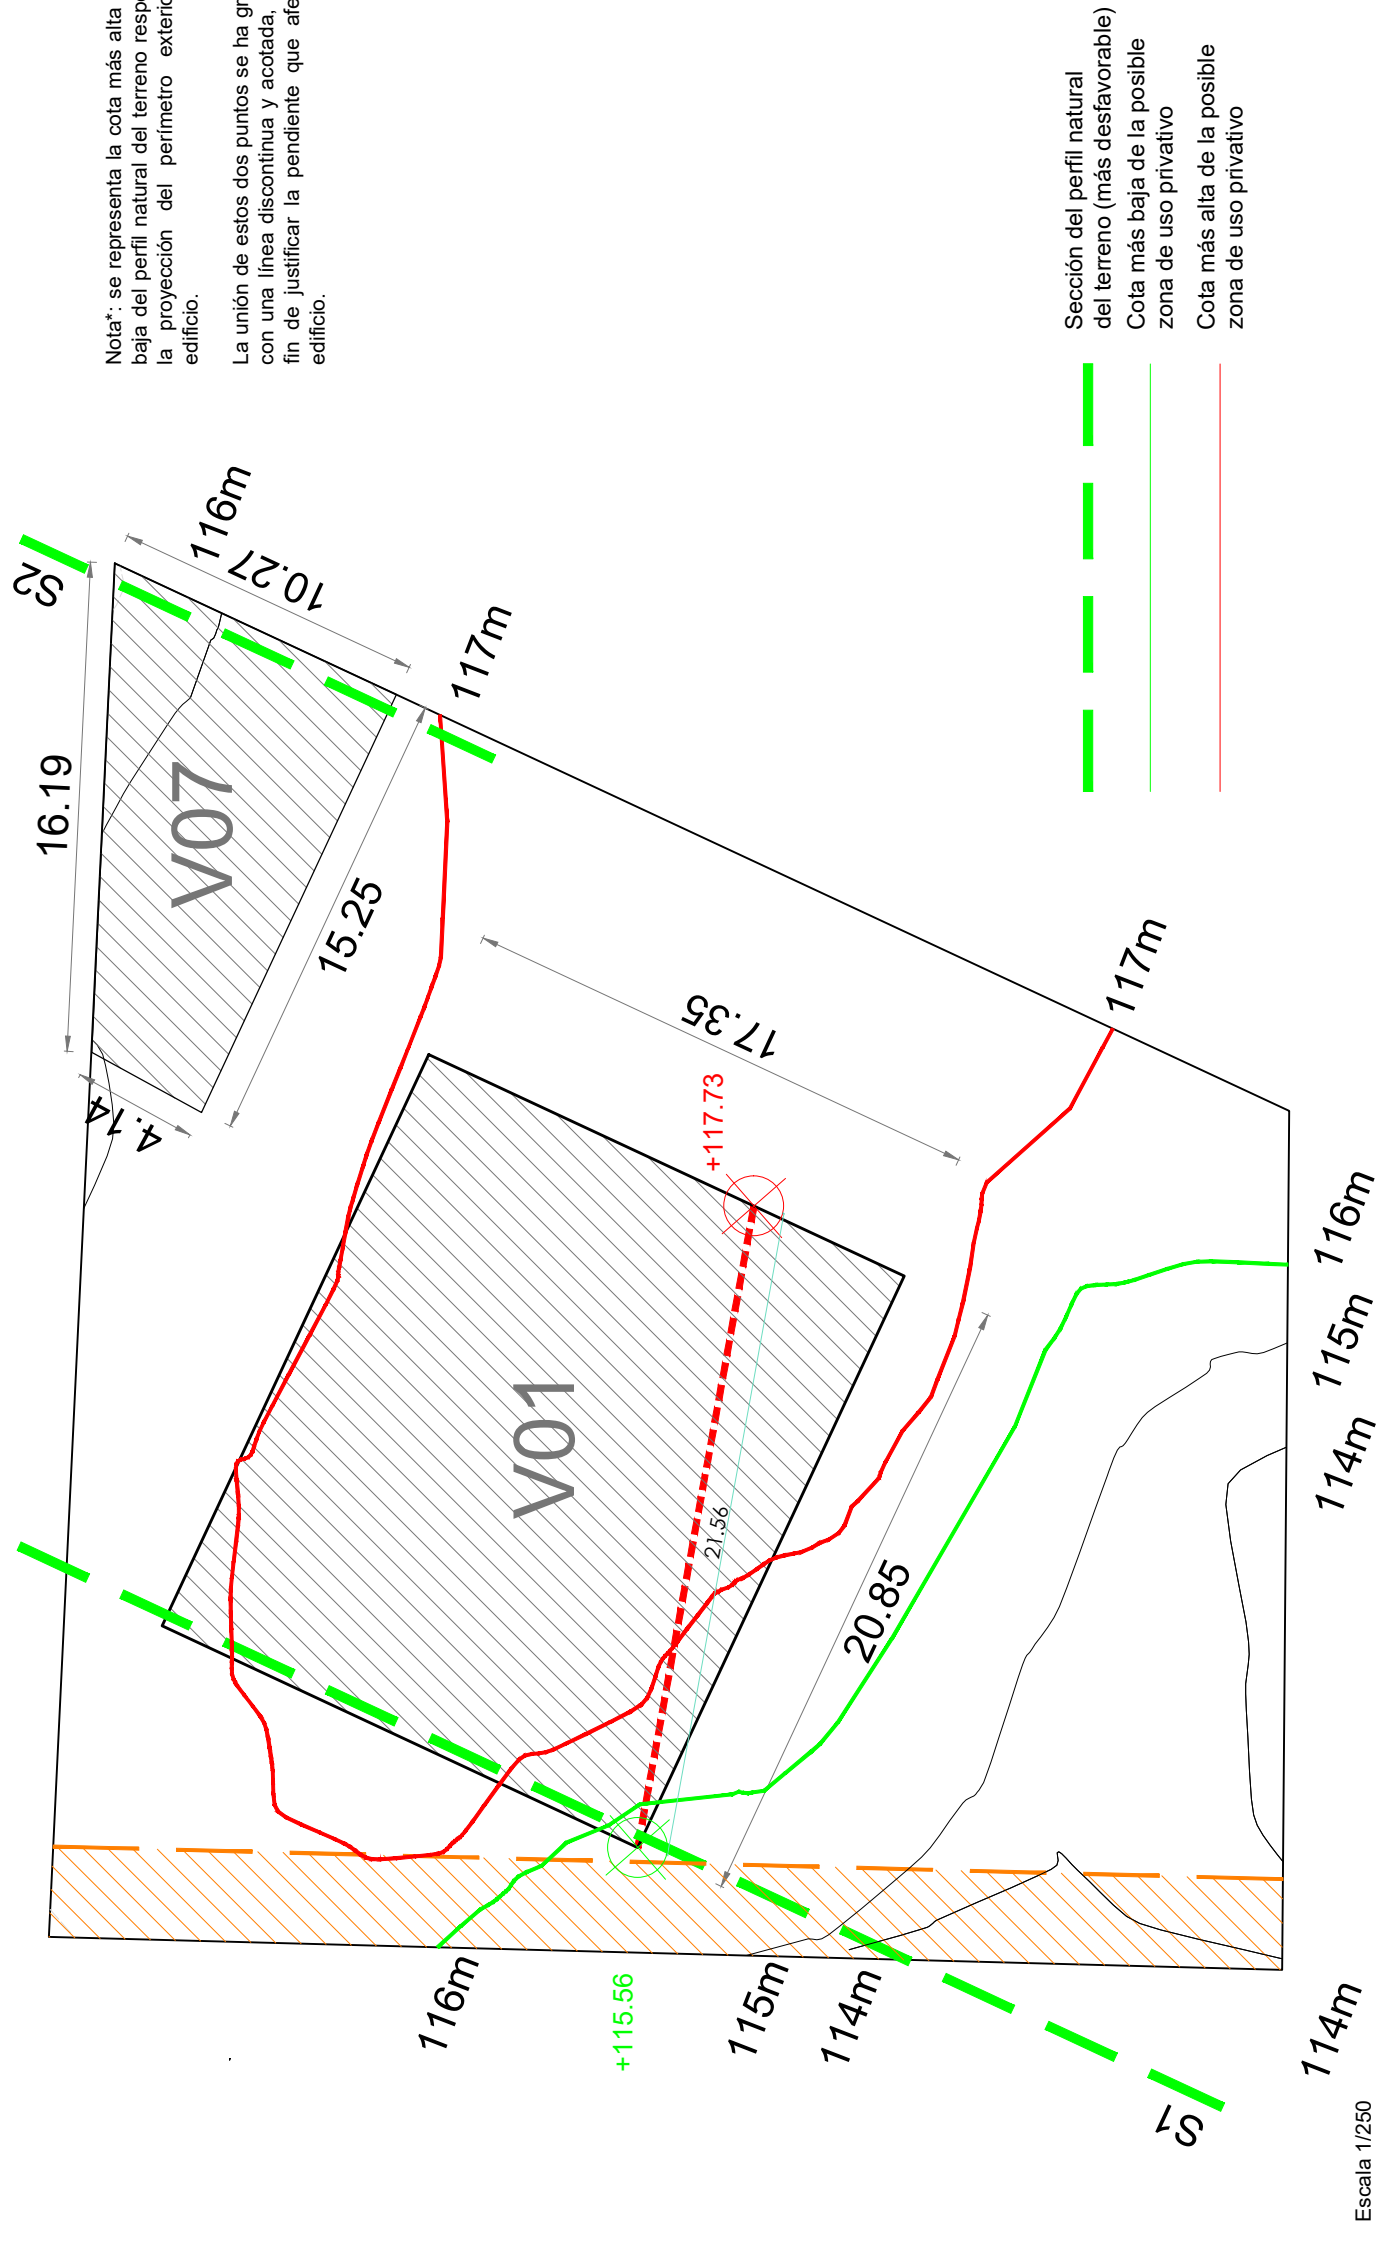 Nota*: se representa la cota más alta
baja del perfil natural del terreno resp
la proyección del perímetro exterio
edificio.
La unión de estos dos puntos se ha gr
con una línea discontinua y acotada,
fin de justificar la pendiente que afe
edificio.
S2
16.19
116m
10.27
V07
117m
4.14
15.25
17.35
+117.73
117m
V01
21.56
20.85
116m
115m
114m
116m
+115.56
115m
114m
114m
S1
Sección del perfil natural
del terreno (más desfavorable)
Cota más baja de la posible
zona de uso privativo
Cota más alta de la posible
zona de uso privativo
Escala 1/250